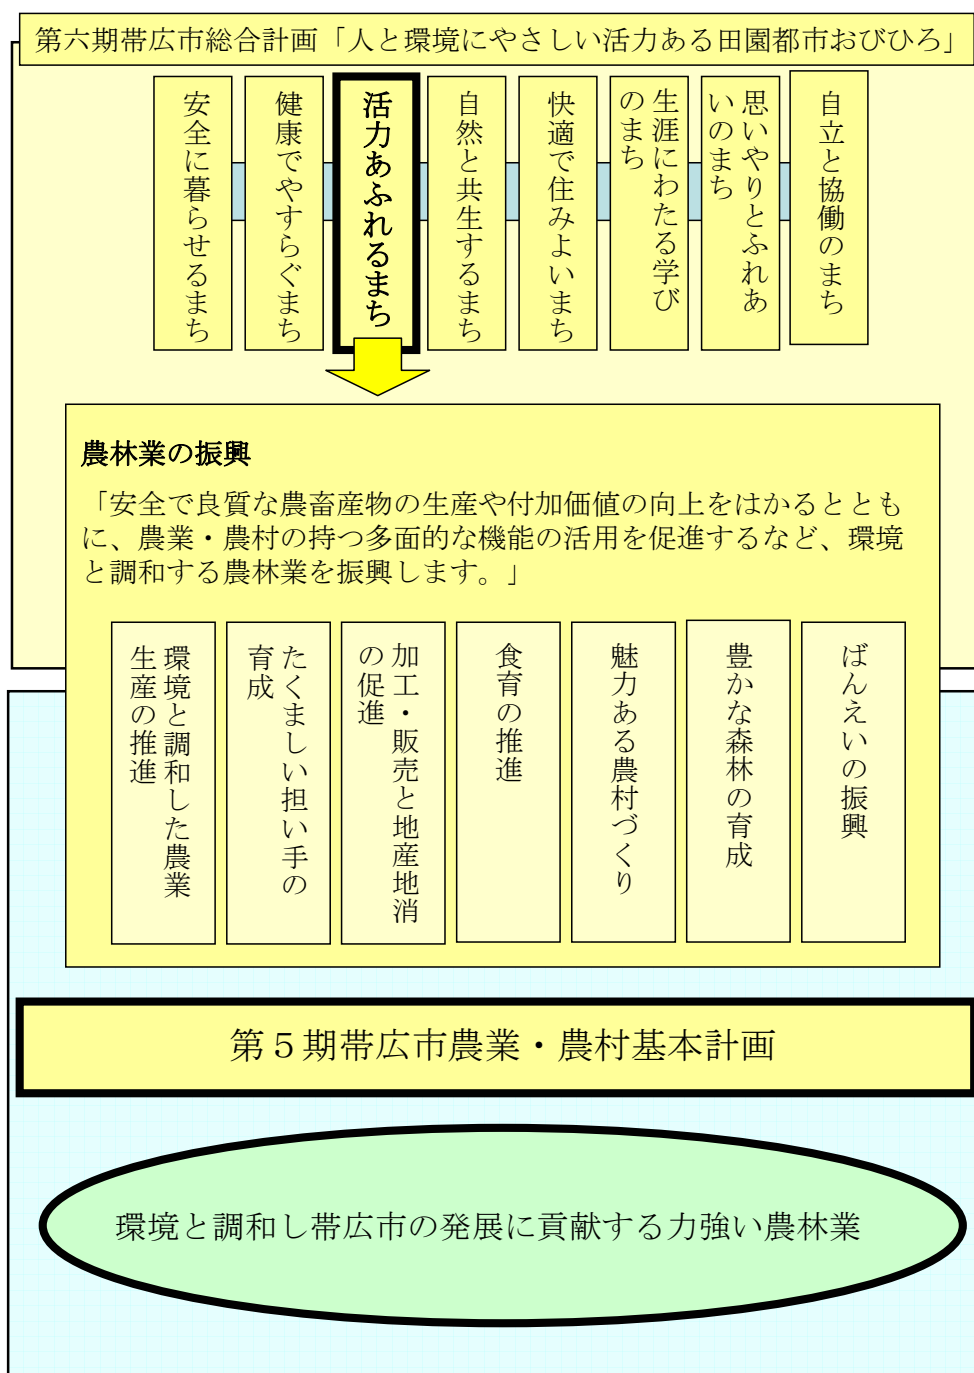 第六期帯広市総合計画「人と環境にやさしい活力ある田園都市おびひろ」
安全に暮らせるまち
健康でやすらぐまち
活力あふれるまち
自然と共生するまち
快適で住みよいまち
生涯にわたる学び
のまち
思いやりとふれあ
いのまち
自立と協働のまち
農林業の振興
「安全で良質な農畜産物の生産や付加価値の向上をはかるととも
に、農業・農村の持つ多面的な機能の活用を促進するなど、環境
と調和する農林業を振興します。」
環境と調和した農業
生産の推進
たくましい担い手の
育成
加工・販売と地産地消
の促進
食育の推進
魅力ある農村づくり
豊かな森林の育成
ばんえいの振興
第５期帯広市農業・農村基本計画
環境と調和し帯広市の発展に貢献する力強い農林業